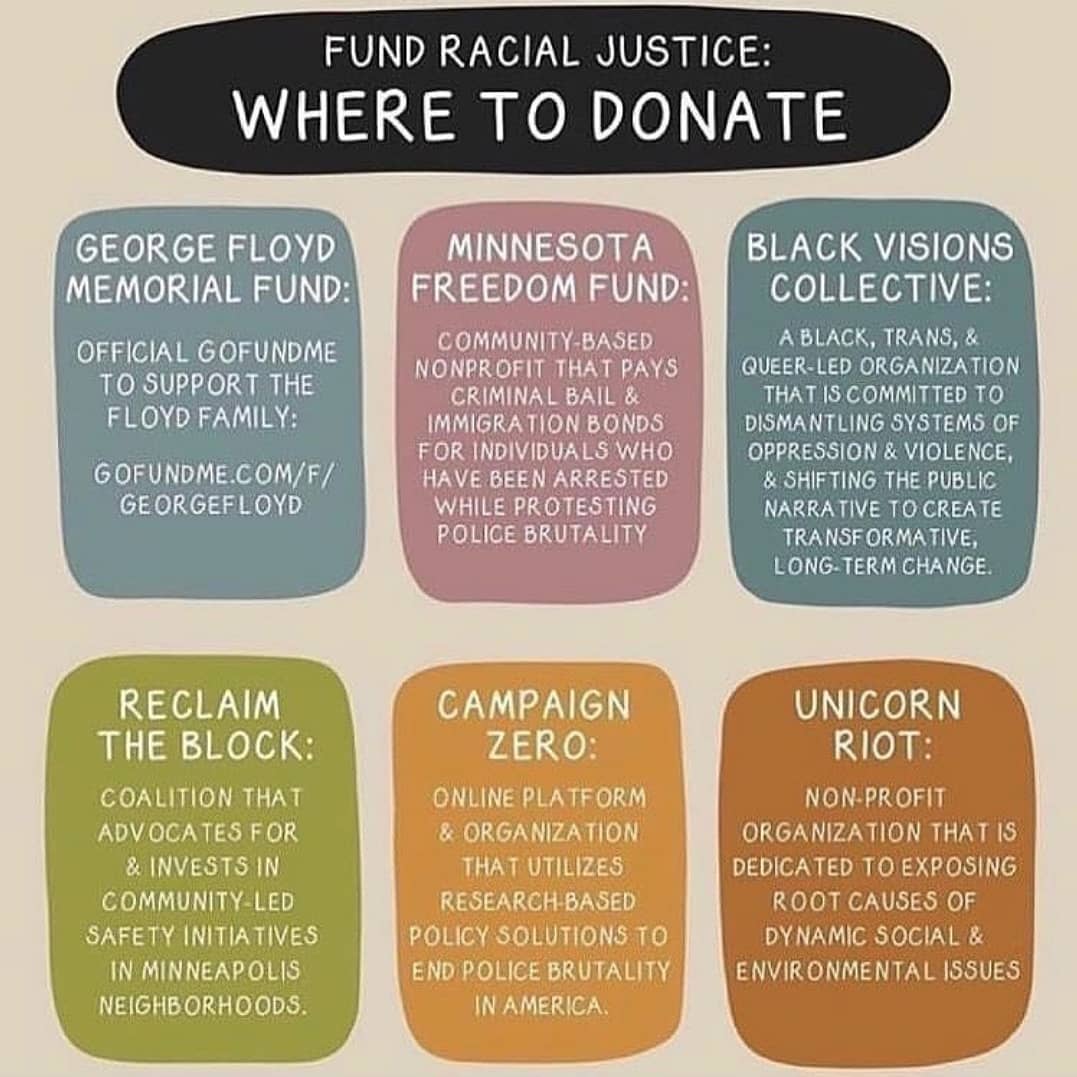 FUND RACIAL JUSTICE:
WHERE TO DONATE
GEORGE FLOYD
MEMORIAL FUND:
OFFICIAL GOFUNDME
TO SUPPORT THE
FLOYD FAMILY:
GOFUNDME.COM/F/
GEORGEFLOYD
MINNESOTA
FREEDOM FUND:
COMMUNITY-BASED
NONPROFIT THAT PAYS
CRIMINAL BAIL &
IMMIGRATION BONDS
FOR INDIVIDUALS WHO
HAVE BEEN ARRESTED
WHILE PROTESTING
POLICE BRUTALITY
BLACK VISIONS
COLLECTIVE:
A BLACK, TRANS, &
QUEER-LED ORGANIZATION
THAT IS COMMITTED TO
DISMANTLING SYSTEMS OF
OPPRESSION & VIOLENCE,
& SHIFTING THE PUBLIC
NARRATIVE TO CREATE
TRANSFORMATIVE,
LONG-TERM CHANGE.
RECLAIM
THE BLOCK:
COALITION THAT
ADVOCATES FOR
& INVESTS IN
COMMUNITY-LED
SAFETY INITIATIVES
IN MINNEAPOLIS
NEIGHBORHOODS.
CAMPAIGN
ZERO:
ONLINE PLATFORM
& ORGANIZATION
THAT UTILIZES
RESEARCH-BASED
POLICY SOLUTIONS TO
END POLICE BRUTALITY
IN AMERICA.
UNICORN
RIOT:
NON-PROFIT
ORGANIZATION THAT IS
DEDICATED TO EXPOSING
ROOT CAUSES OF
DYNAMIC SOCIAL &
ENVIRONMENTAL ISSUES